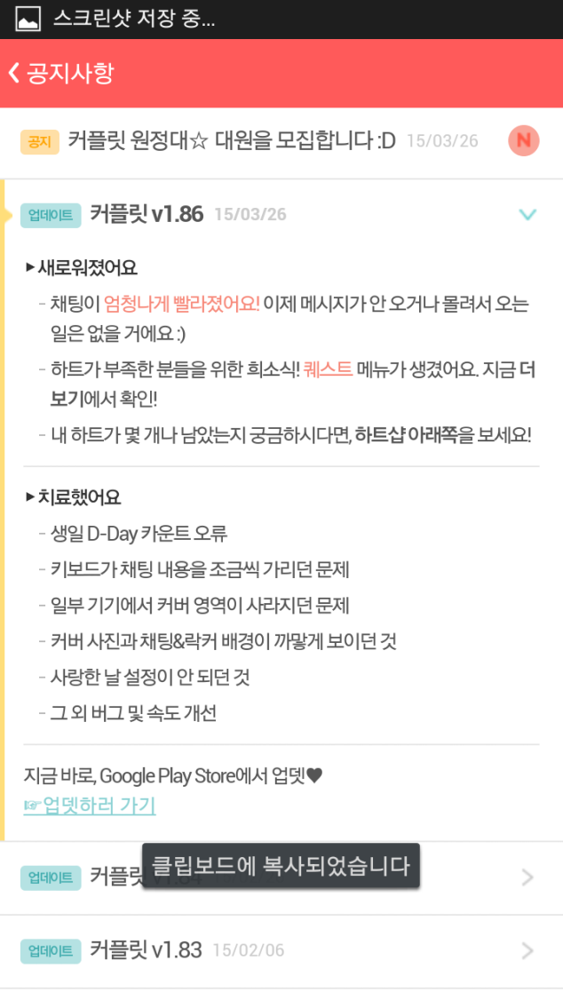 스크린샷 저장 중...
공지사항
공지 커플릿 원정대☆ 대원을 모집합니다 :D 15/03/26 N
업데이트 커플릿 v1.86 15/03/26
▶새로워졌어요
- 채팅이 엄청나게 빨라졌어요! 이제 메시지가 안 오거나 몰려서 오는
일은 없을 거에요 :)
- 하트가 부족한 분들을 위한 희소식! 퀘스트 메뉴가 생겼어요. 지금 더
보기에서 확인!
- 내 하트가 몇 개나 남았는지 궁금하시다면, 하트샵 아래쪽을 보세요!
▶치료했어요
- 생일 D-Day 카운트 오류
- 키보드가 채팅 내용을 조금씩 가리던 문제
- 일부 기기에서 커버 영역이 사라지던 문제
- 커버 사진과 채팅&락커 배경이 까맣게 보이던 것
- 사랑한 날 설정이 안 되던 것
- 그 외 버그 및 속도 개선
지금 바로, Google Play Store에서 업뎃♥
☞업뎃하러 가기
클립보드에 복사되었습니다
업데이트 커플릿
업데이트 커플릿 v1.83 15/02/06